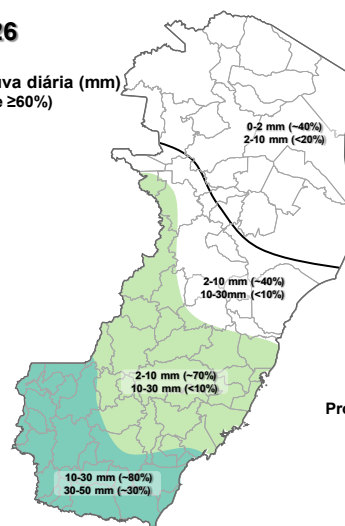 26
uva diária (mm)
e ≥60%)
0-2 mm (~40%)
2-10 mm (<20%)
2-10 mm (~40%)
10-30mm (<10%)
2-10 mm (~70%)
10-30 mm (<10%)
Pro
10-30 mm (~80%)
30-50 mm (~30%)